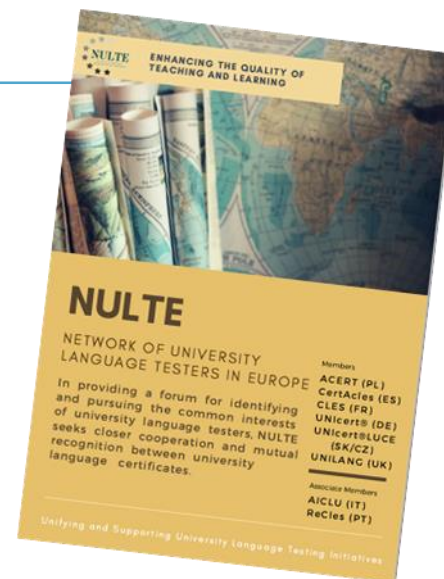 NULTE
ENHANCING THE QUALITY OF
TEACHING AND LEARNING
NULTE
NETWORK OF UNIVERSITY
LANGUAGE TESTERS IN EUROPE
In providing a forum for identifying
and pursuing the common interests
of university language testers, NULTE
seeks closer cooperation and mutual
recognition between university
language certificates.
Members
ACERT (PL)
CertAcles (ES)
CLES (FR)
UNIcert® (DE)
UNIcert®LUCE
(SK/CZ)
UNILANG (UK)
Associate Members
AICLU (IT)
ReCles (PT)
Unifying and Supporting University Language Testing Initiatives